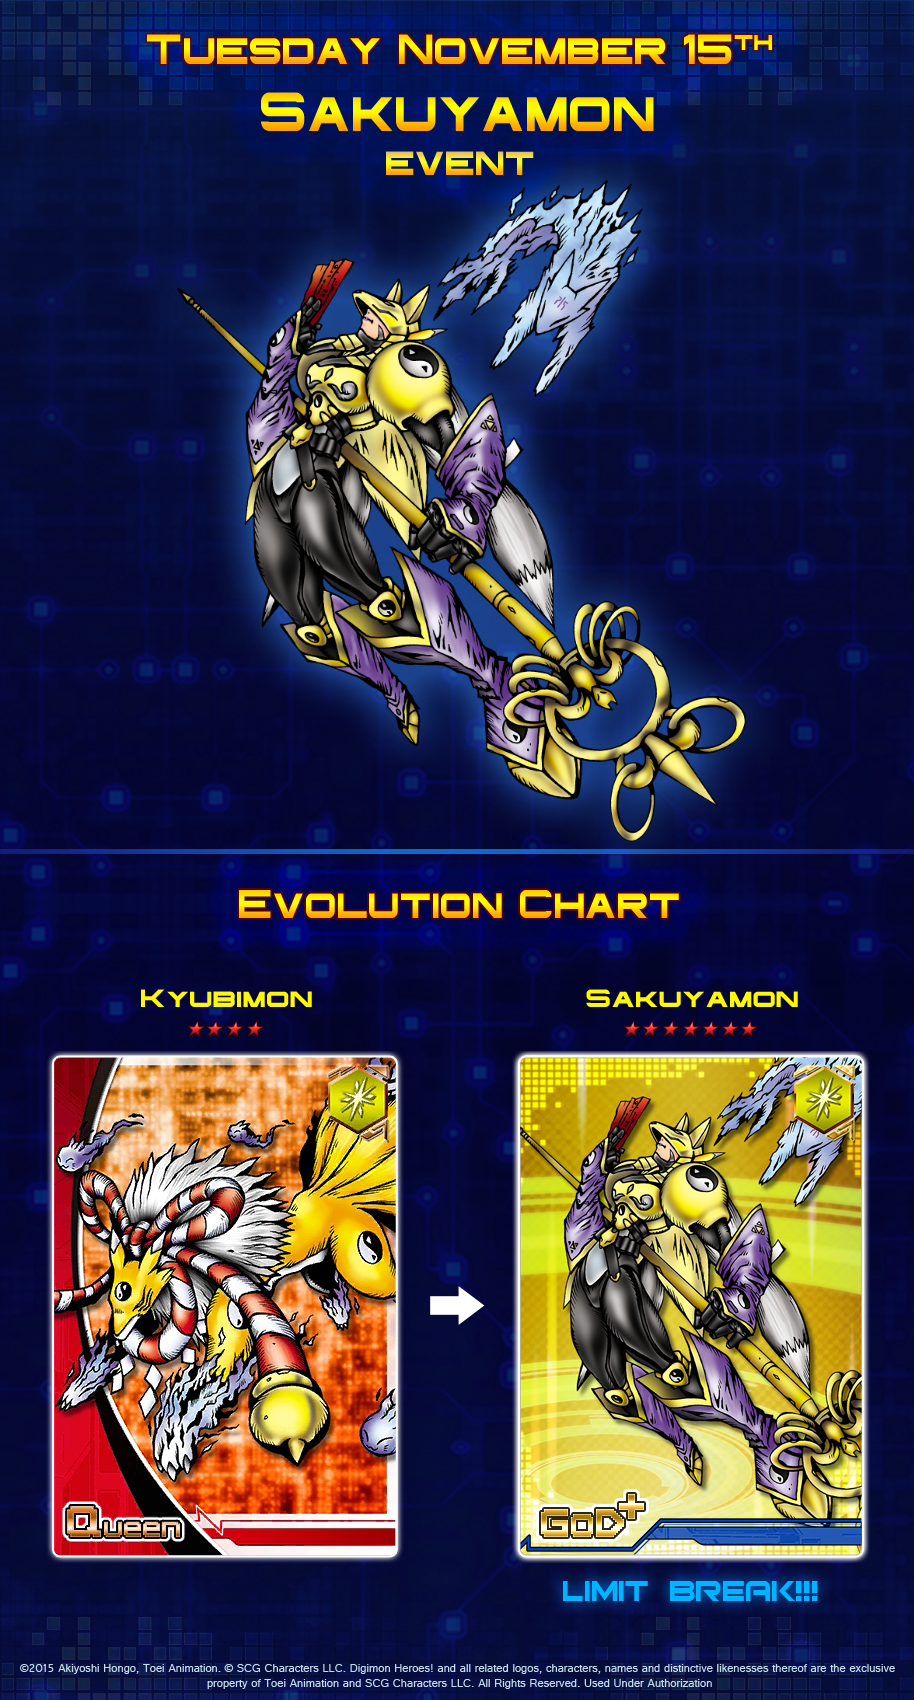 Tuesday November 15TH
Sakuyamon
EVENT
Evolution Chart
Kyubimon
Sakuyamon
Queen
GOD+
LIMIT BREAK!!!
©2015 Akiyoshi Hongo, Toei Animation. © SCG Characters LLC. Digimon Heroes! and all related logos, characters, names and distinctive likenesses thereof are the exclusive
property of Toei Animation and SCG Characters LLC. All Rights Reserved. Used Under Authorization